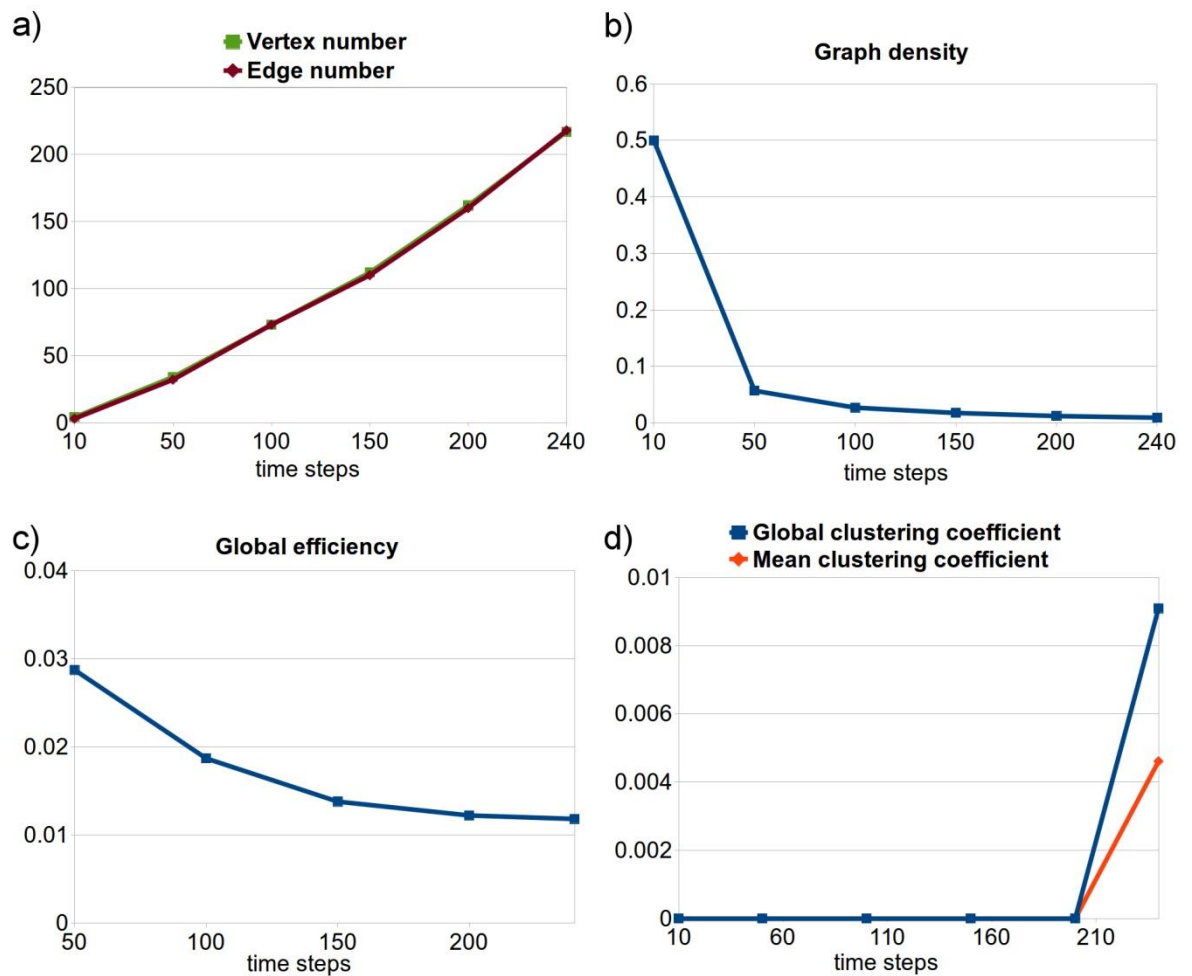 a)
Vertex number
Edge number
250
200
150
100
50
0
10 50 100 150 200 240
time steps
b)
Graph density
0.6
0.5
0.4
0.3
0.2
0.1
0
10 50 100 150 200 240
time steps
c)
Global efficiency
0.04
0.03
0.02
0.01
0
50 100 150 200
time steps
d)
Global clustering coefficient
Mean clustering coefficient
0.01
0.008
0.006
0.004
0.002
0
10 60 110 160 210
time steps